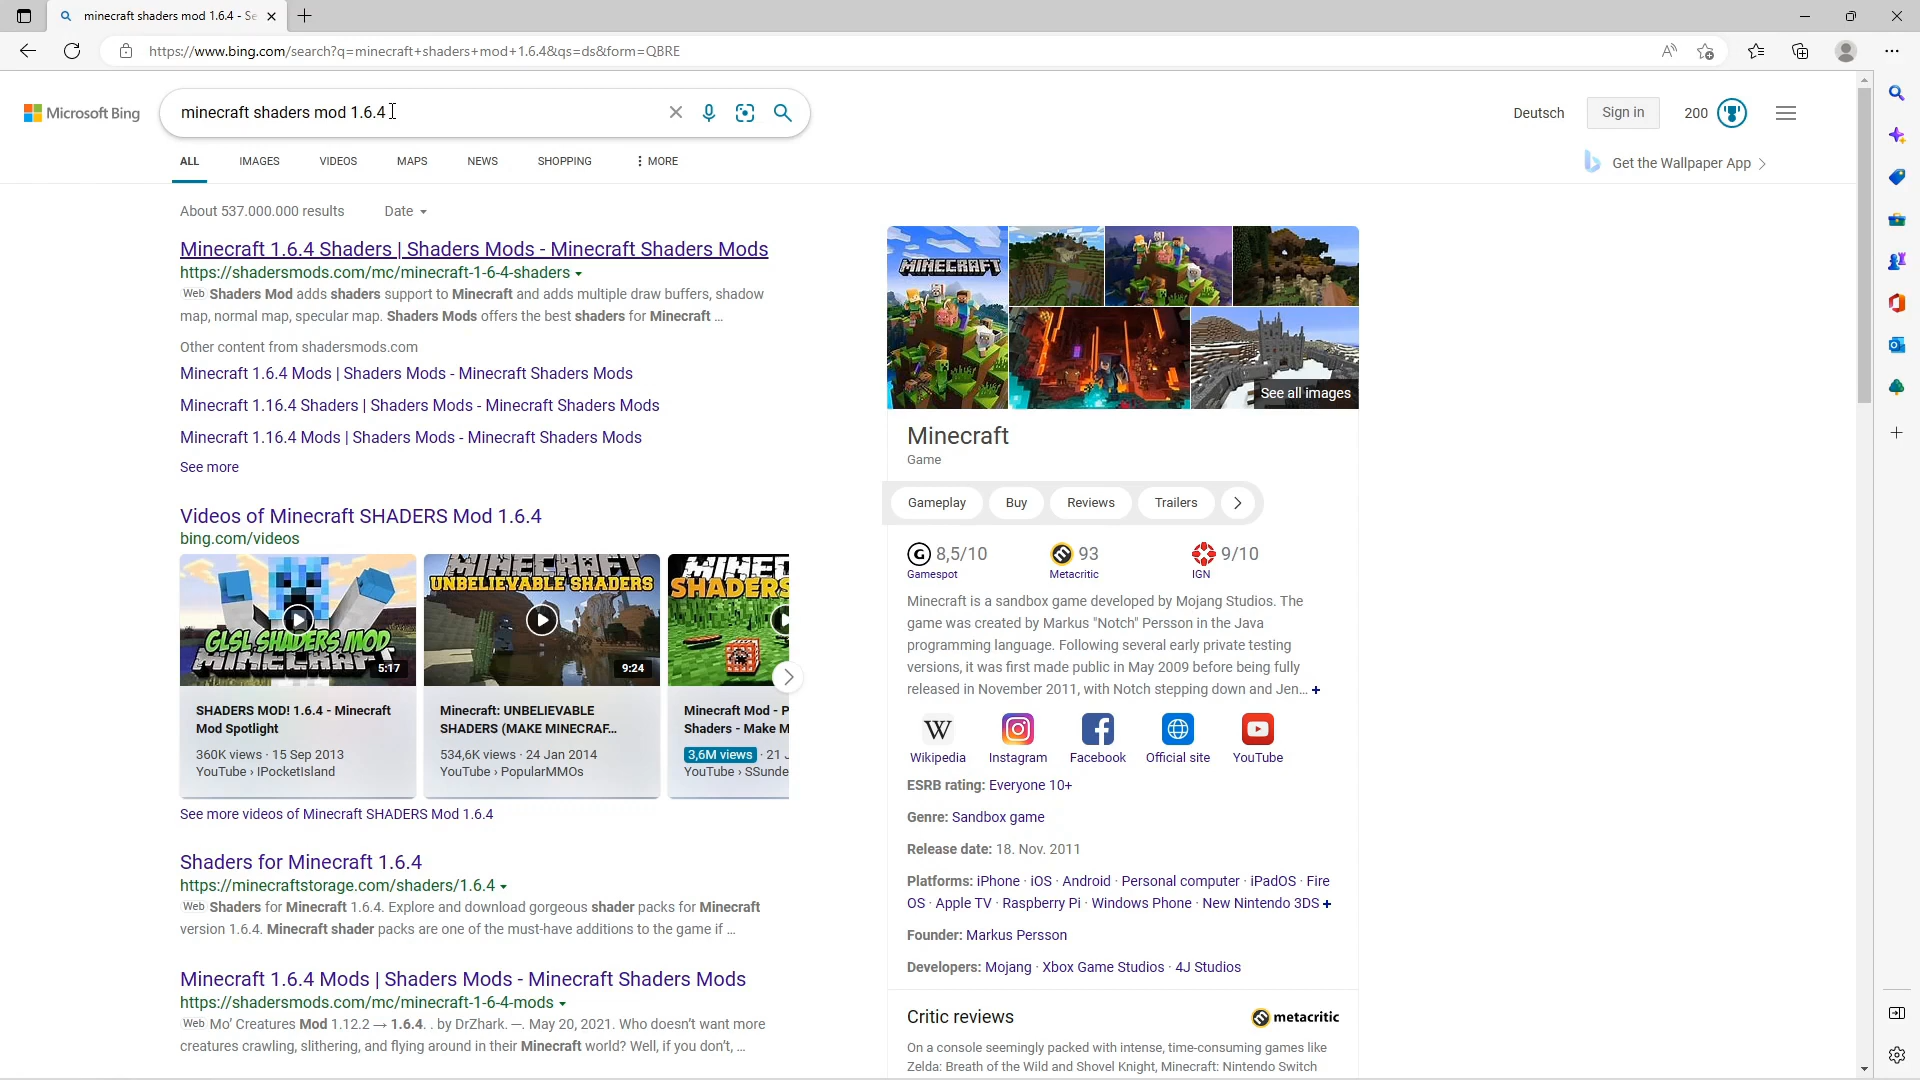 minecraft shaders mod 1.6.4 - Se
https://www.bing.com/search?q=minecraft+shaders+mod+1.6.4&qs=ds&form=QBRE
Microsoft Bing
minecraft shaders mod 1.6.4
Deutsch
Sign in
200
ALL
IMAGES
VIDEOS
MAPS
NEWS
SHOPPING
MORE
Get the Wallpaper App
About 537.000.000 results
Date
Minecraft 1.6.4 Shaders | Shaders Mods - Minecraft Shaders Mods
https://shadersmods.com/mc/minecraft-1-6-4-shaders
Web Shaders Mod adds shaders support to Minecraft and adds multiple draw buffers, shadow
map, normal map, specular map. Shaders Mods offers the best shaders for Minecraft ...
Other content from shadersmods.com
Minecraft 1.6.4 Mods | Shaders Mods - Minecraft Shaders Mods
Minecraft 1.16.4 Shaders | Shaders Mods - Minecraft Shaders Mods
Minecraft 1.16.4 Mods | Shaders Mods - Minecraft Shaders Mods
See more
Videos of Minecraft SHADERS Mod 1.6.4
bing.com/videos
GLSL SHADERS MOD
MINECRAFT
5:17
SHADERS MOD! 1.6.4 - Minecraft
Mod Spotlight
360K views · 15 Sep 2013
YouTube › IPocketIsland
MINECRAFT
UNBELIEVABLE SHADERS
9:24
Minecraft: UNBELIEVABLE
SHADERS (MAKE MINECRAF...
534,6K views · 24 Jan 2014
YouTube › PopularMMOs
SHADERS
Minecraft Mod - P
Shaders - Make M
3,6M views · 21 J
YouTube › SSunde
See more videos of Minecraft SHADERS Mod 1.6.4
Shaders for Minecraft 1.6.4
https://minecraftstorage.com/shaders/1.6.4
Web Shaders for Minecraft 1.6.4. Explore and download gorgeous shader packs for Minecraft
version 1.6.4. Minecraft shader packs are one of the must-have additions to the game if ...
Minecraft 1.6.4 Mods | Shaders Mods - Minecraft Shaders Mods
https://shadersmods.com/mc/minecraft-1-6-4-mods
Web Mo' Creatures Mod 1.12.2 → 1.6.4. . by DrZhark. —. May 20, 2021. Who doesn't want more
creatures crawling, slithering, and flying around in their Minecraft world? Well, if you don't, ...
MINECRAFT
See all images
Minecraft
Game
Gameplay
Buy
Reviews
Trailers
8,5/10
Gamespot
93
Metacritic
9/10
IGN
Minecraft is a sandbox game developed by Mojang Studios. The
game was created by Markus "Notch" Persson in the Java
programming language. Following several early private testing
versions, it was first made public in May 2009 before being fully
released in November 2011, with Notch stepping down and Jen... +
W
Wikipedia
Instagram
Facebook
Official site
YouTube
ESRB rating: Everyone 10+
Genre: Sandbox game
Release date: 18. Nov. 2011
Platforms: iPhone · iOS · Android · Personal computer · iPadOS · Fire
OS · Apple TV · Raspberry Pi · Windows Phone · New Nintendo 3DS +
Founder: Markus Persson
Developers: Mojang · Xbox Game Studios · 4J Studios
Critic reviews
metacritic
On a console seemingly packed with intense, time-consuming games like
Zelda: Breath of the Wild and Shovel Knight, Minecraft: Nintendo Switch